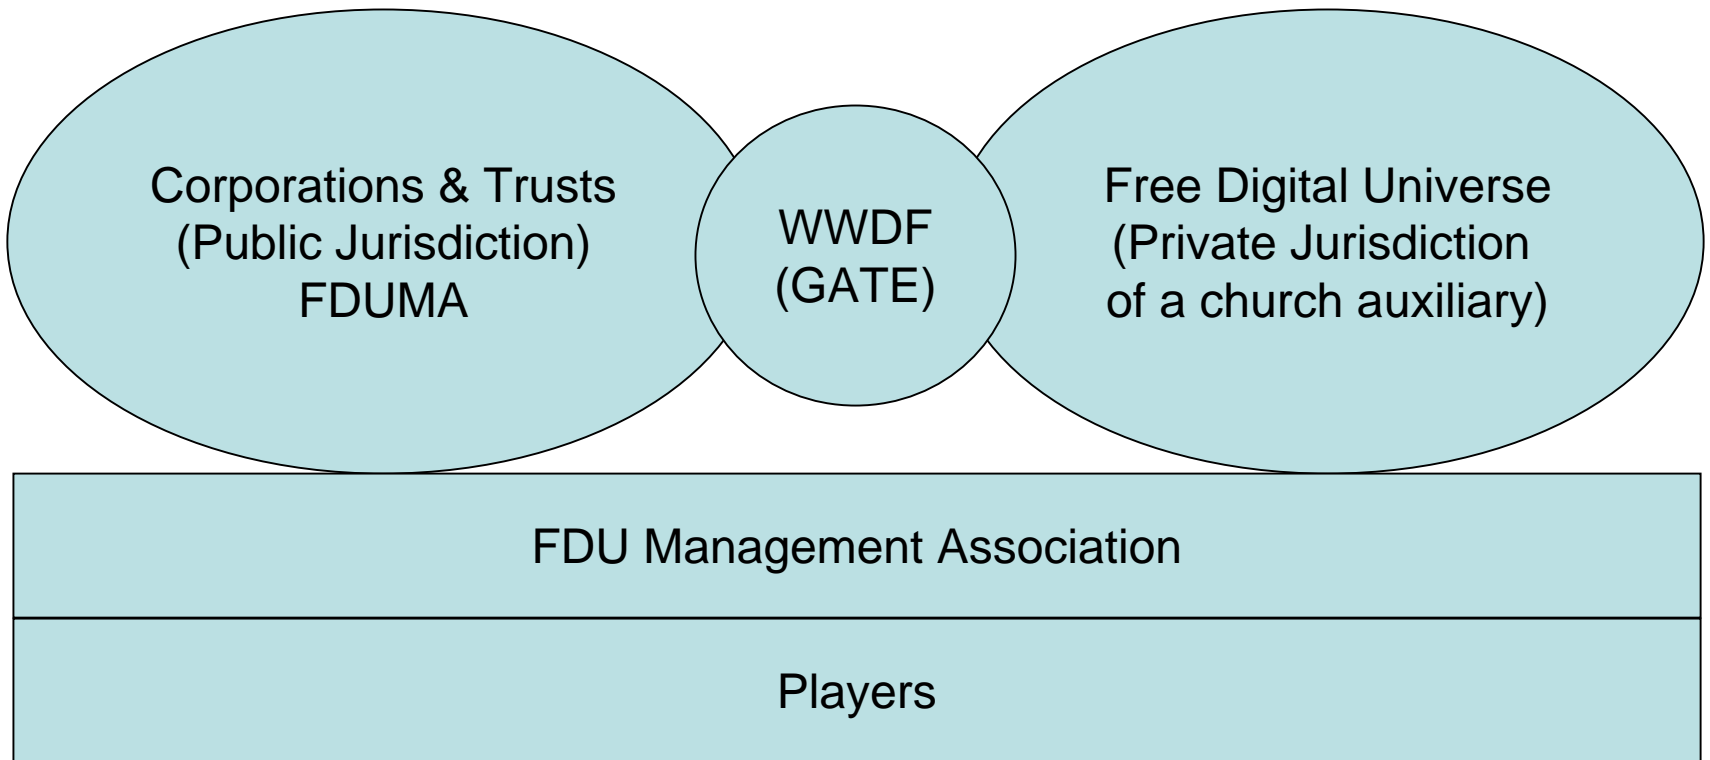 Corporations & Trusts
(Public Jurisdiction)
FDUMA
WWDF
(GATE)
Free Digital Universe
(Private Jurisdiction
of a church auxiliary)
FDU Management Association
Players